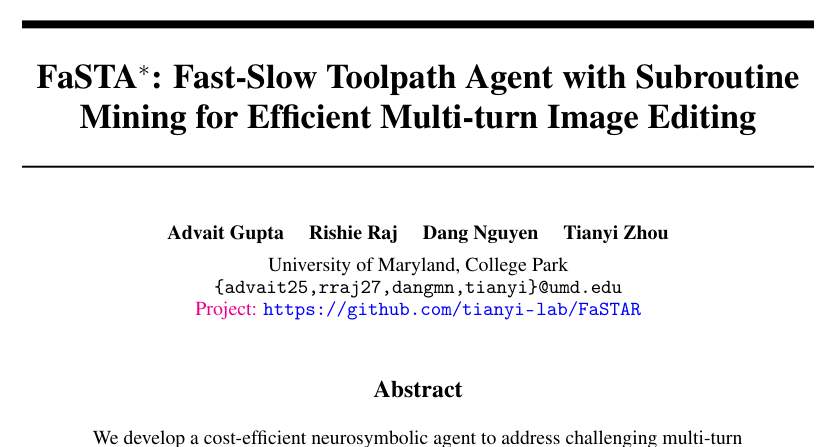 FaSTA*: Fast-Slow Toolpath Agent with Subroutine
Mining for Efficient Multi-turn Image Editing
Advait Gupta Rishie Raj Dang Nguyen Tianyi Zhou
University of Maryland, College Park
{advait25,rraj27,dangmn,tianyi}@umd.edu
Project: https://github.com/tianyi-lab/FaSTAR
Abstract
We develop a cost-efficient neurosymbolic agent to address challenging multi-turn